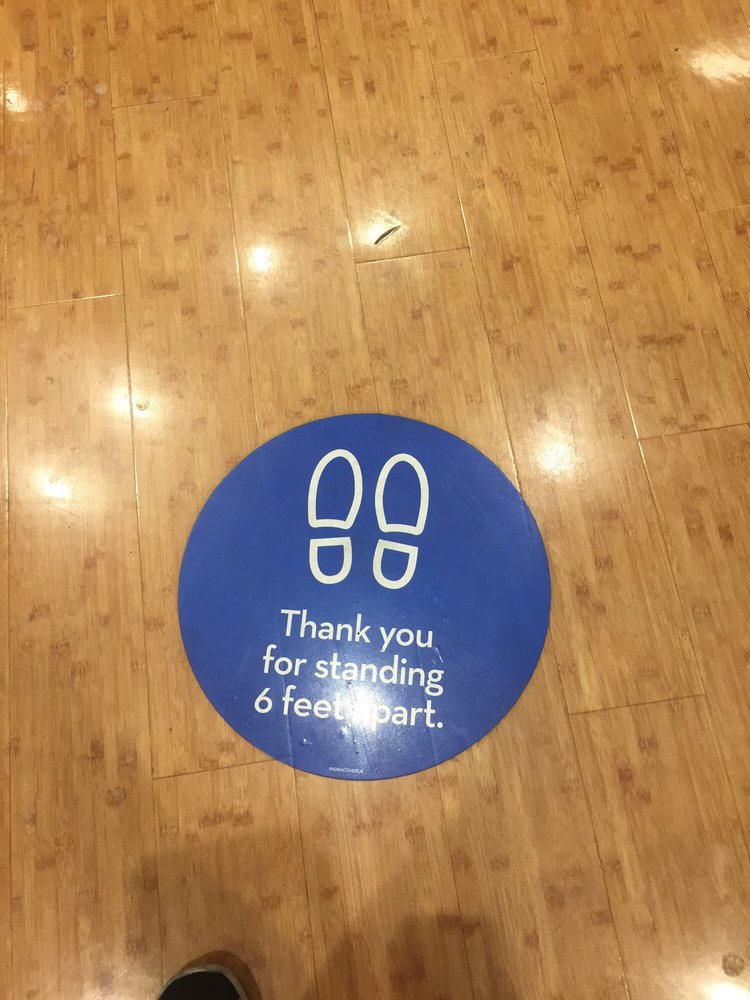 Thank you
for standing
6 feet apart.